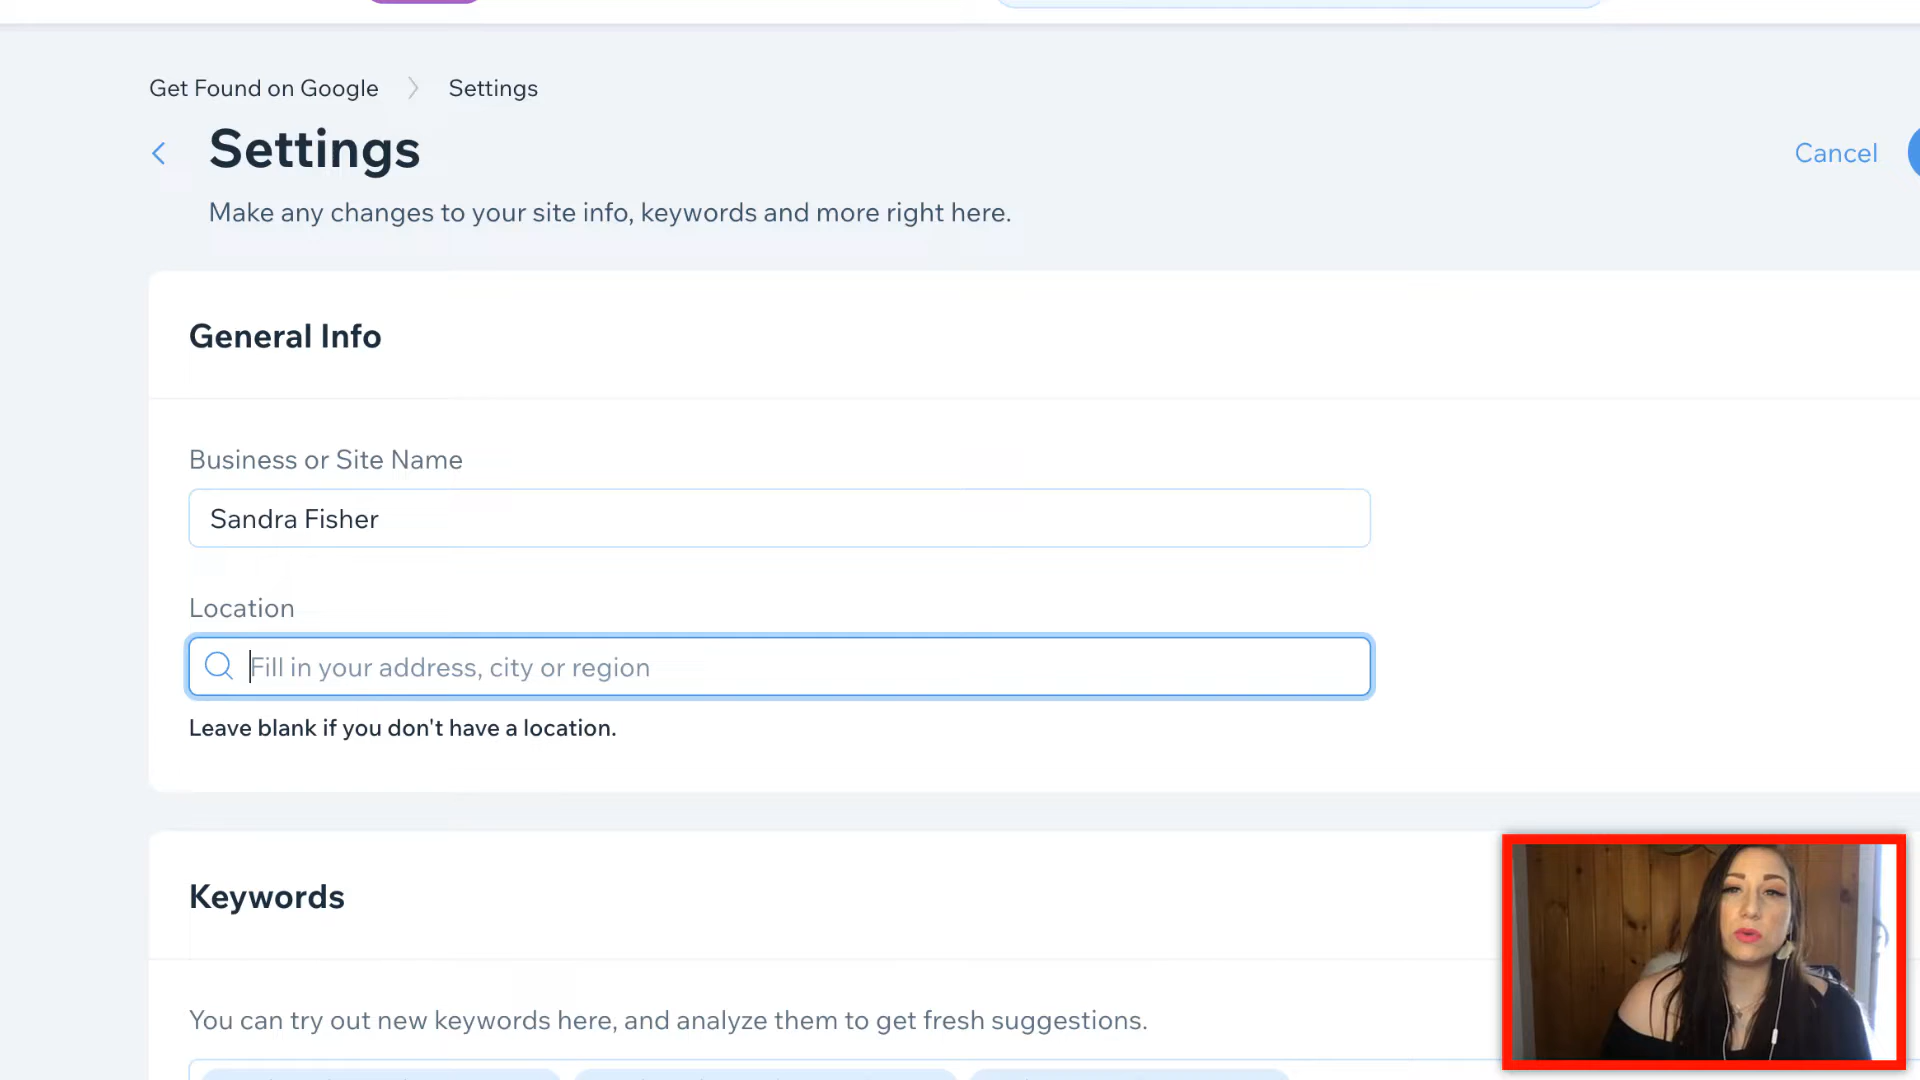 Get Found on Google > Settings
Settings
Cancel
Make any changes to your site info, keywords and more right here.
General Info
Business or Site Name
Sandra Fisher
Location
Fill in your address, city or region
Leave blank if you don't have a location.
Keywords
You can try out new keywords here, and analyze them to get fresh suggestions.